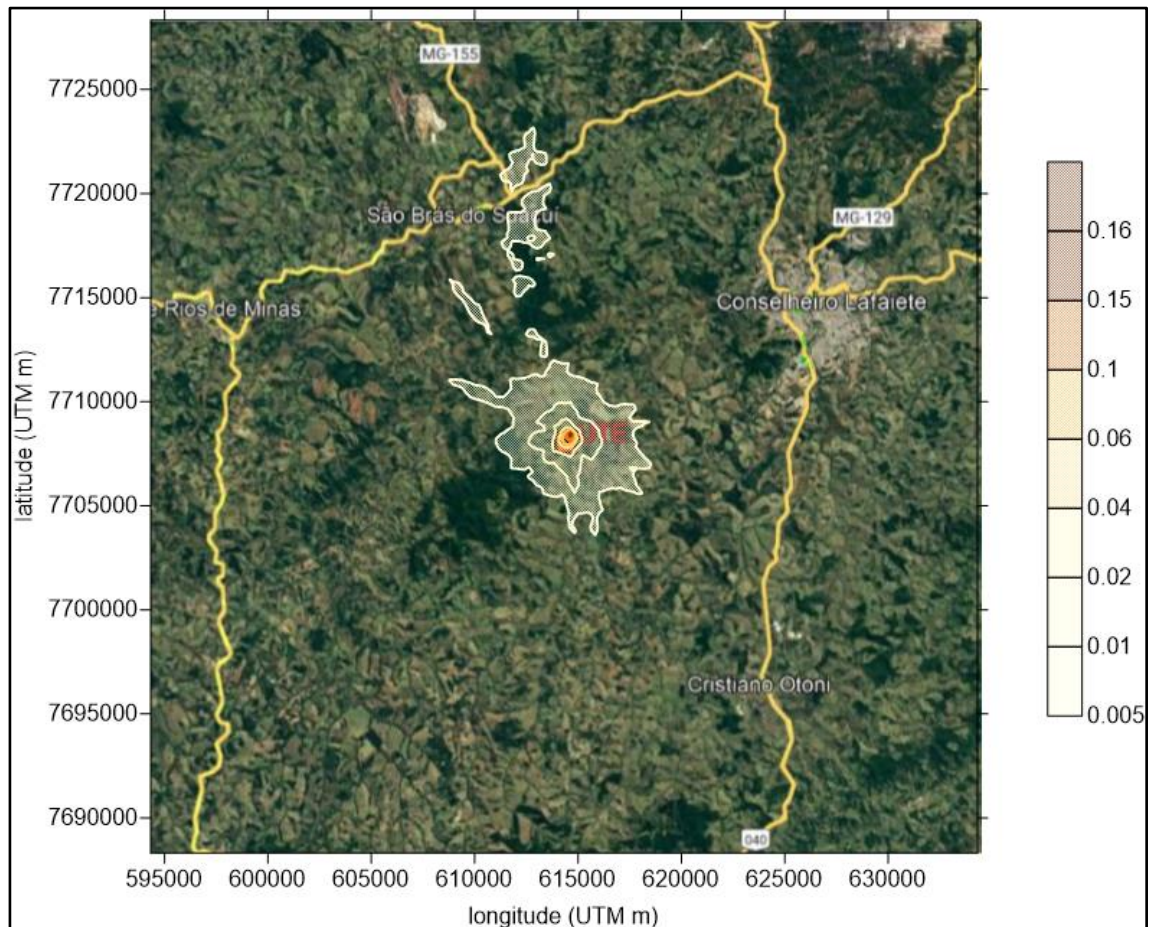 MG-155
7725000
7720000
São Brás do Suaçui
MG-129
7715000
e Rios de Minas
Conselheiro Lafaiete
7710000
UTE
7705000
7700000
Cristiano Otoni
7695000
7690000
040
latitude (UTM m)
595000 600000 605000 610000 615000 620000 625000 630000
longitude (UTM m)
0.16
0.15
0.1
0.06
0.04
0.02
0.01
0.005